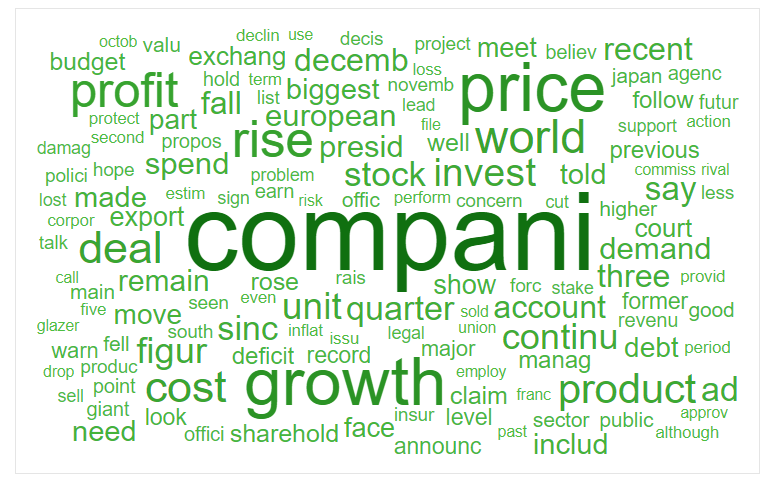 octob valu declin use decis project meet believ recent
budget exchang decemb loss japan agenc
profit hold term biggest novemb price follow futur
protect part fall list european lead file support action
damag second propos rise presid well world previous
polici hope spend problem stock invest told commiss rival
lost made estim sign earn risk offic perform concern cut say less
corpor export compani higher court
talk deal demand
call main remain rose rais show forc stake three provid
five move seen even unit quarter sold account former good
glazer south sinc inflat issu legal union continu revenu
warn fell figur deficit record major manag debt period
drop produc growth employ
sell point cost claim franc product ad
giant look insur level sector public approv
need offici sharehold face announc past includ although